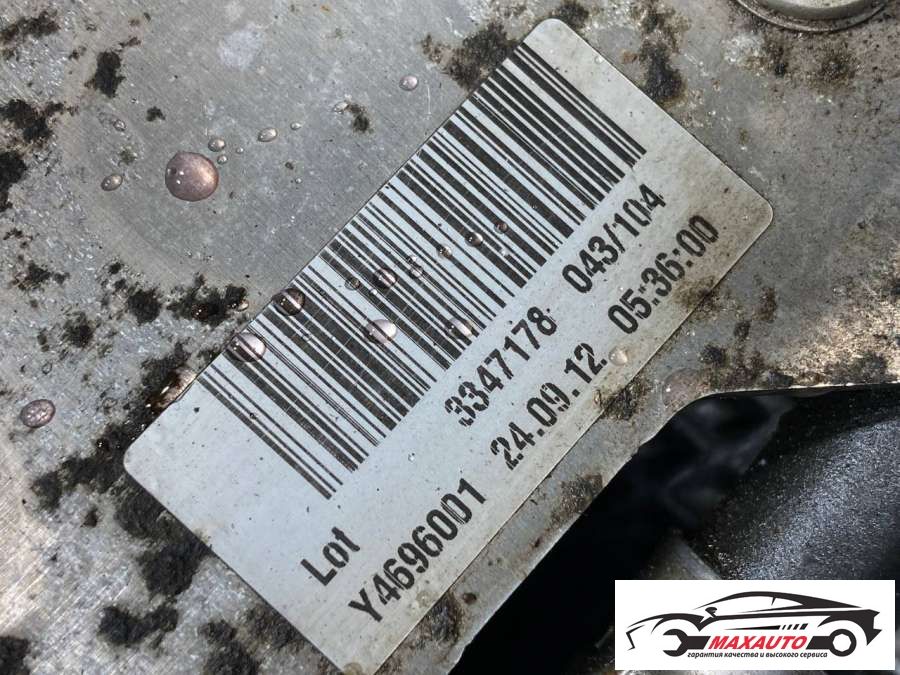 Lot 3347178 043/104
Y4696001 24.09.12 05:36:00
MAXAUTO
гарантия качества и высокого сервиса